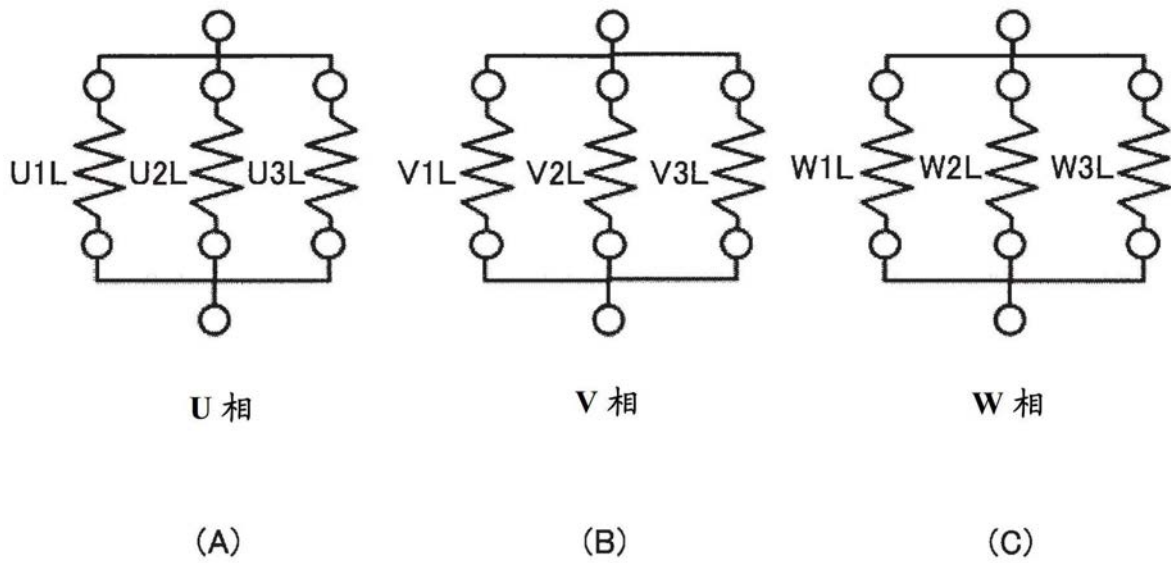 U1L U2L U3L V1L V2L V3L W1L W2L W3L
U 相 V 相 W 相
(A) (B) (C)